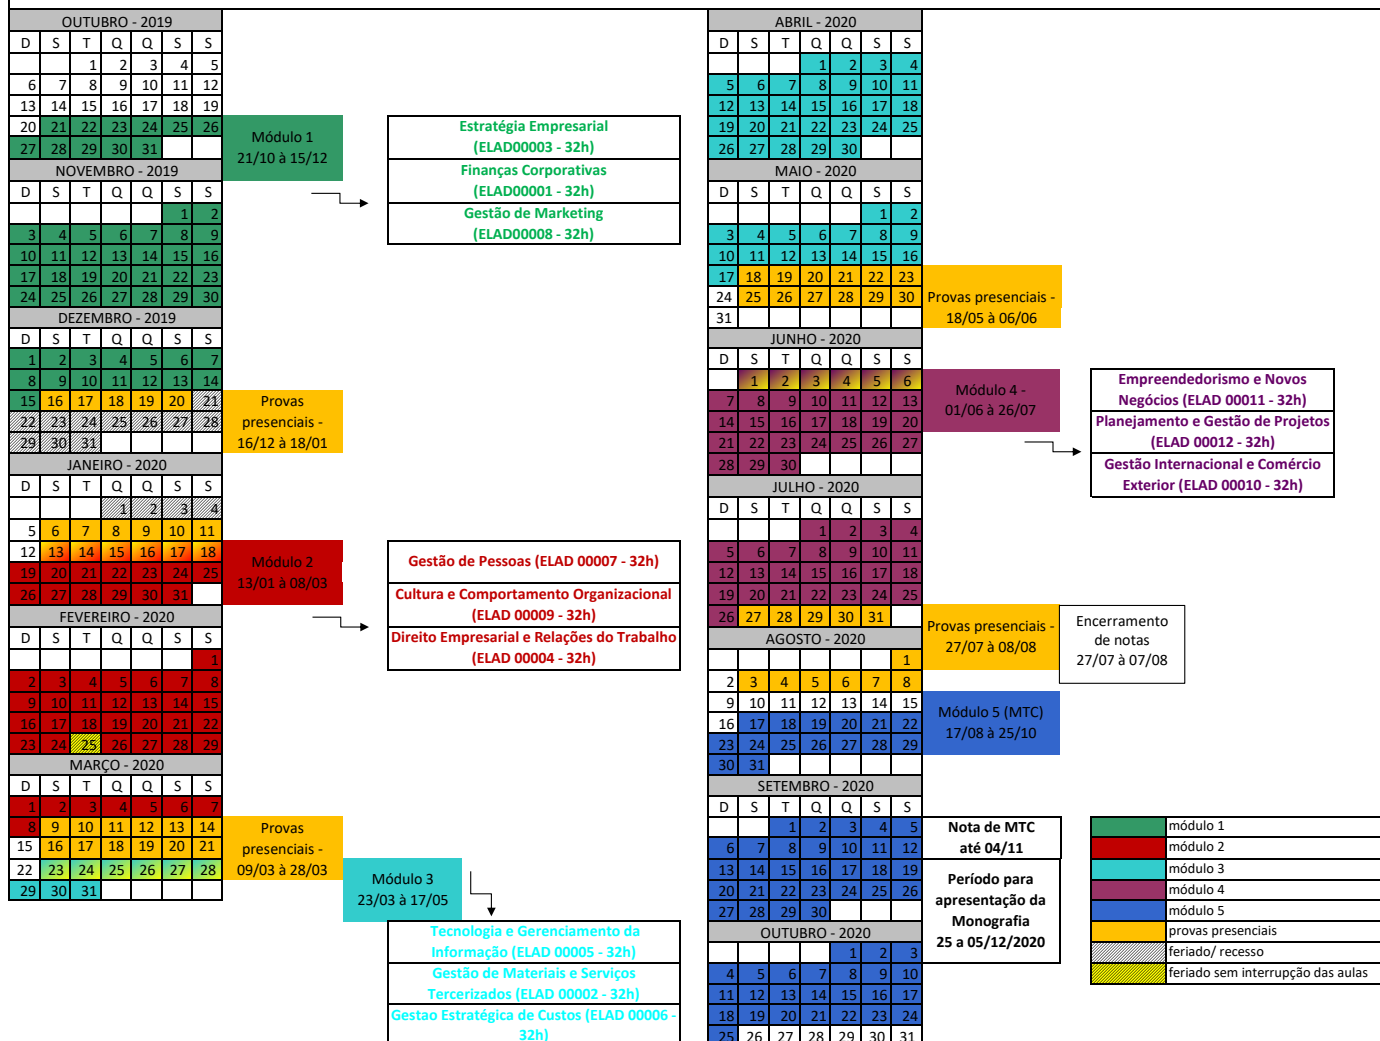 OUTUBRO - 2019
D S T Q Q S S
1 2 3 4 5
6 7 8 9 10 11 12
13 14 15 16 17 18 19
20 21 22 23 24 25 26
27 28 29 30 31
Módulo 1
21/10 à 15/12
Estratégia Empresarial
(ELAD00003 - 32h)
Finanças Corporativas
(ELAD00001 - 32h)
Gestão de Marketing
(ELAD00008 - 32h)
NOVEMBRO - 2019
D S T Q Q S S
1 2
3 4 5 6 7 8 9
10 11 12 13 14 15 16
17 18 19 20 21 22 23
24 25 26 27 28 29 30
DEZEMBRO - 2019
D S T Q Q S S
1 2 3 4 5 6 7
8 9 10 11 12 13 14
15 16 17 18 19 20 21
22 23 24 25 26 27 28
29 30 31
Provas
presenciais -
16/12 à 18/01
JANEIRO - 2020
D S T Q Q S S
1 2 3 4
5 6 7 8 9 10 11
12 13 14 15 16 17 18
19 20 21 22 23 24 25
26 27 28 29 30 31
Módulo 2
13/01 à 08/03
Gestão de Pessoas (ELAD 00007 - 32h)
Cultura e Comportamento Organizacional
(ELAD 00009 - 32h)
Direito Empresarial e Relações do Trabalho
(ELAD 00004 - 32h)
FEVEREIRO - 2020
D S T Q Q S S
1
2 3 4 5 6 7 8
9 10 11 12 13 14 15
16 17 18 19 20 21 22
23 24 25 26 27 28 29
MARÇO - 2020
D S T Q Q S S
1 2 3 4 5 6 7
8 9 10 11 12 13 14
15 16 17 18 19 20 21
22 23 24 25 26 27 28
29 30 31
Provas
presenciais -
09/03 à 28/03
Módulo 3
23/03 à 17/05
Tecnologia e Gerenciamento da
Informação (ELAD 00005 - 32h)
Gestão de Materiais e Serviços
Tercerizados (ELAD 00002 - 32h)
Gestao Estratégica de Custos (ELAD 00006 -
32h)
ABRIL - 2020
D S T Q Q S S
1 2 3 4
5 6 7 8 9 10 11
12 13 14 15 16 17 18
19 20 21 22 23 24 25
26 27 28 29 30
MAIO - 2020
D S T Q Q S S
1 2
3 4 5 6 7 8 9
10 11 12 13 14 15 16
17 18 19 20 21 22 23
24 25 26 27 28 29 30
31
Provas presenciais -
18/05 à 06/06
JUNHO - 2020
D S T Q Q S S
1 2 3 4 5 6
7 8 9 10 11 12 13
14 15 16 17 18 19 20
21 22 23 24 25 26 27
28 29 30
Módulo 4 -
01/06 à 26/07
Empreendedorismo e Novos
Negócios (ELAD 00011 - 32h)
Planejamento e Gestão de Projetos
(ELAD 00012 - 32h)
Gestão Internacional e Comércio
Exterior (ELAD 00010 - 32h)
JULHO - 2020
D S T Q Q S S
1 2 3 4
5 6 7 8 9 10 11
12 13 14 15 16 17 18
19 20 21 22 23 24 25
26 27 28 29 30 31
Provas presenciais -
27/07 à 08/08
Encerramento
de notas
27/07 à 07/08
AGOSTO - 2020
1
2 3 4 5 6 7 8
9 10 11 12 13 14 15
16 17 18 19 20 21 22
23 24 25 26 27 28 29
30 31
Módulo 5 (MTC)
17/08 à 25/10
SETEMBRO - 2020
D S T Q Q S S
1 2 3 4 5
6 7 8 9 10 11 12
13 14 15 16 17 18 19
20 21 22 23 24 25 26
27 28 29 30
Nota de MTC
até 04/11
Período para
apresentação da
Monografia
25 a 05/12/2020
OUTUBRO - 2020
1 2 3
4 5 6 7 8 9 10
11 12 13 14 15 16 17
18 19 20 21 22 23 24
25 26 27 28 29 30 31
módulo 1
módulo 2
módulo 3
módulo 4
módulo 5
provas presenciais
feriado/ recesso
feriado sem interrupção das aulas